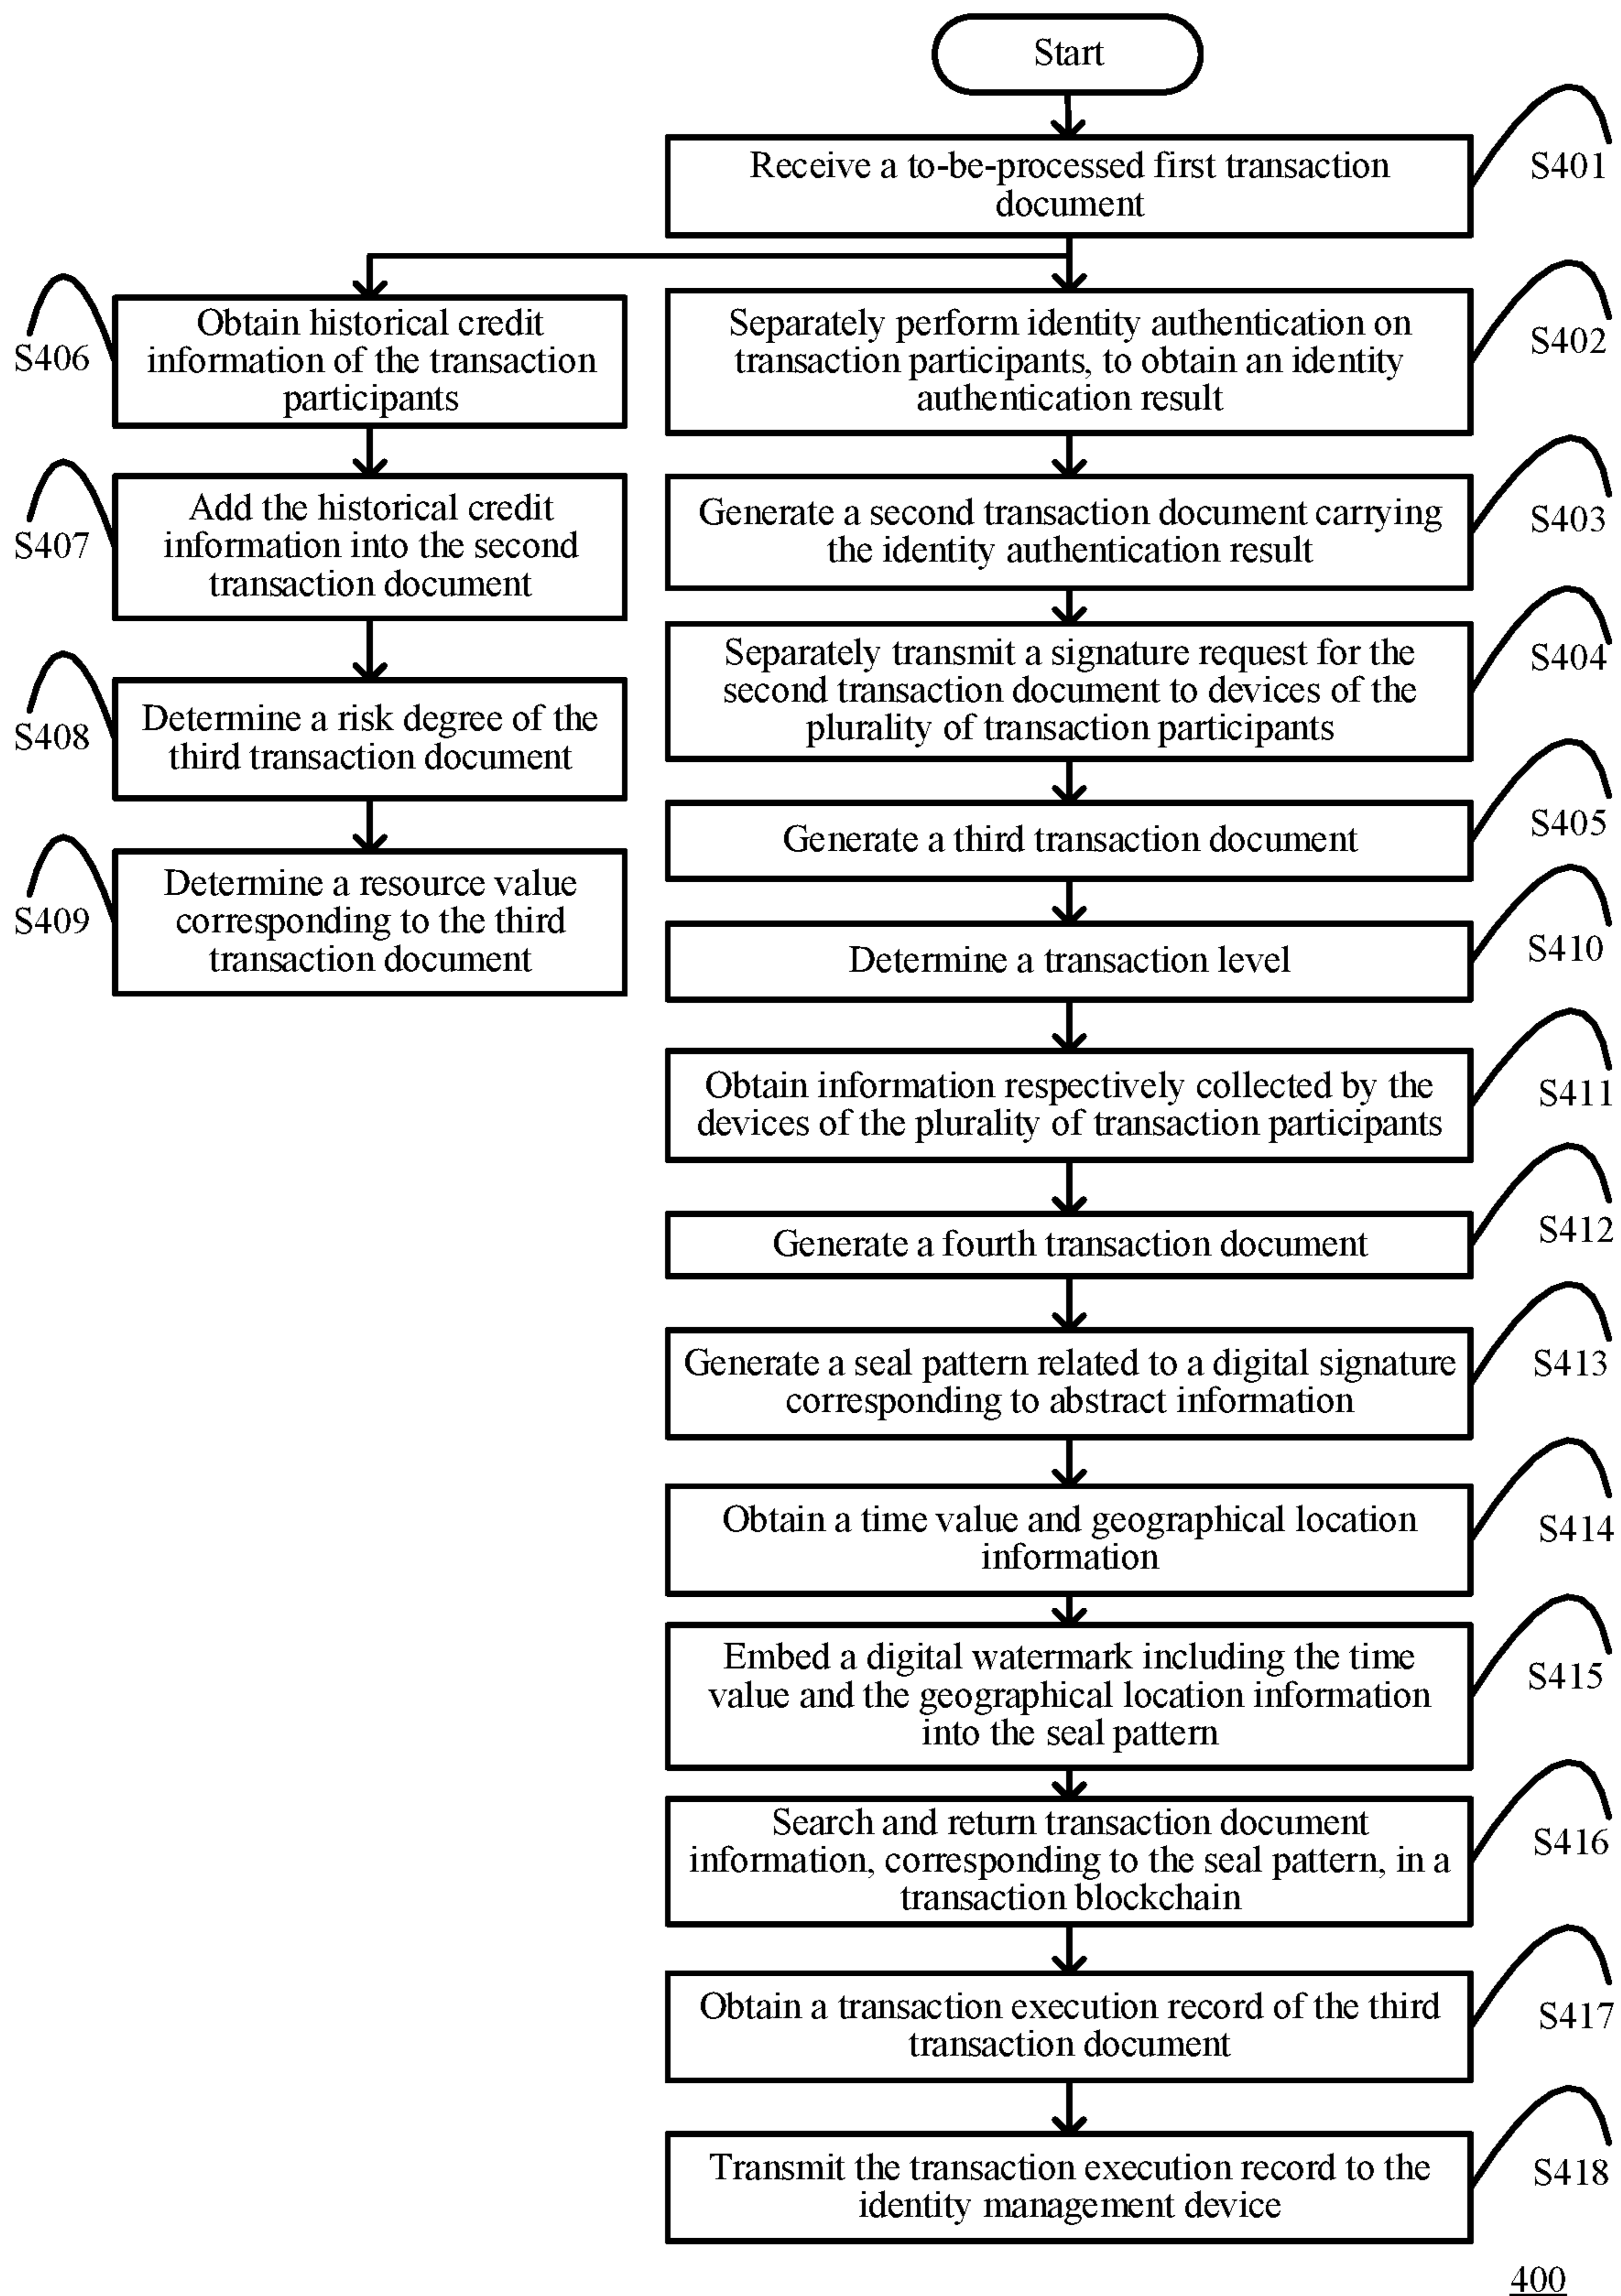 Start
Receive a to-be-processed first transaction
document
S401
Obtain historical credit
information of the transaction
participants
S406
Separately perform identity authentication on
transaction participants, to obtain an identity
authentication result
S402
Add the historical credit
information into the second
transaction document
S407
Generate a second transaction document carrying
the identity authentication result
S403
Separately transmit a signature request for the
second transaction document to devices of the
plurality of transaction participants
S404
Determine a risk degree of the
third transaction document
S408
Generate a third transaction document
S405
Determine a resource value
corresponding to the third
transaction document
S409
Determine a transaction level
S410
Obtain information respectively collected by the
devices of the plurality of transaction participants
S411
Generate a fourth transaction document
S412
Generate a seal pattern related to a digital signature
corresponding to abstract information
S413
Obtain a time value and geographical location
information
S414
Embed a digital watermark including the time
value and the geographical location information
into the seal pattern
S415
Search and return transaction document
information, corresponding to the seal pattern, in a
transaction blockchain
S416
Obtain a transaction execution record of the third
transaction document
S417
Transmit the transaction execution record to the
identity management device
S418
400